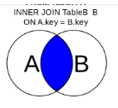 INNER JOIN TableB B
ON A.key = B.key
A B